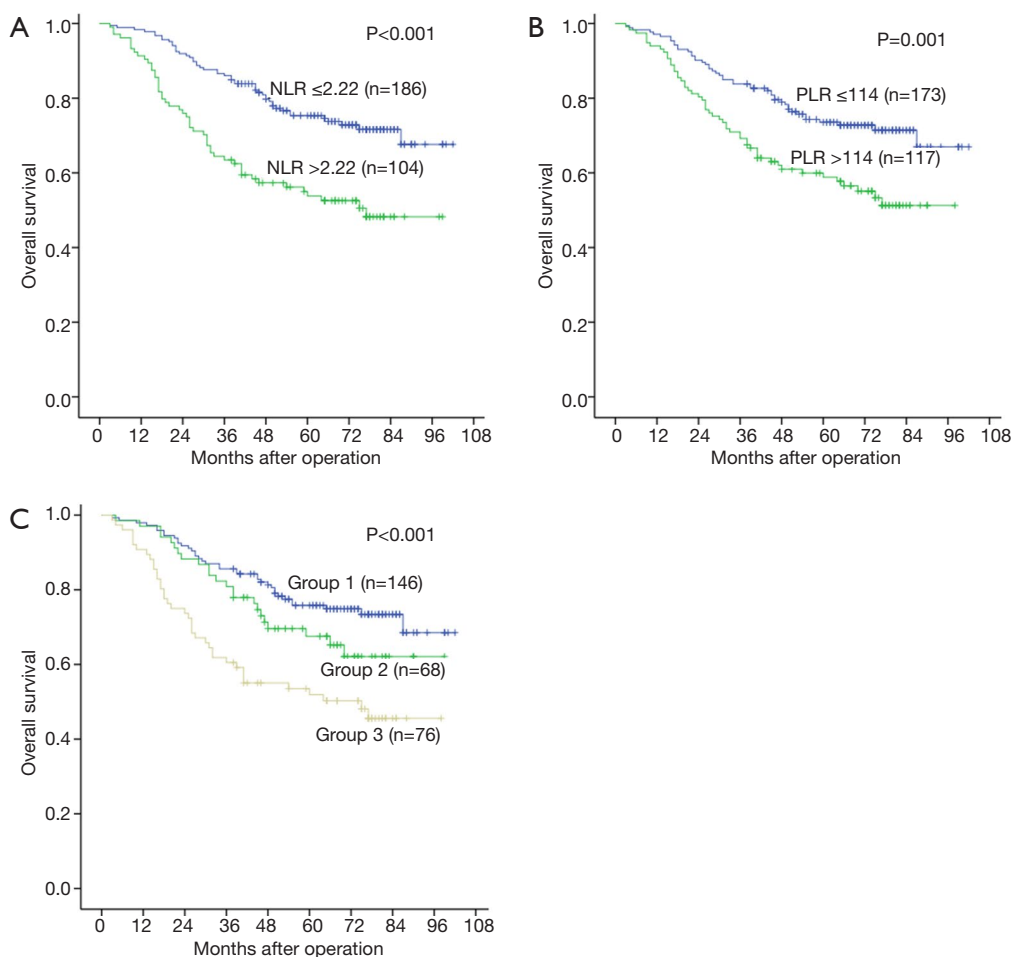 A
P<0.001
1.0
0.8
0.6
0.4
0.2
0.0
Overall survival
NLR ≤2.22 (n=186)
NLR >2.22 (n=104)
0 12 24 36 48 60 72 84 96 108
Months after operation
B
P=0.001
1.0
0.8
0.6
0.4
0.2
0.0
Overall survival
PLR ≤114 (n=173)
PLR >114 (n=117)
0 12 24 36 48 60 72 84 96 108
Months after operation
C
P<0.001
1.0
0.8
0.6
0.4
0.2
0.0
Overall survival
Group 1 (n=146)
Group 2 (n=68)
Group 3 (n=76)
0 12 24 36 48 60 72 84 96 108
Months after operation